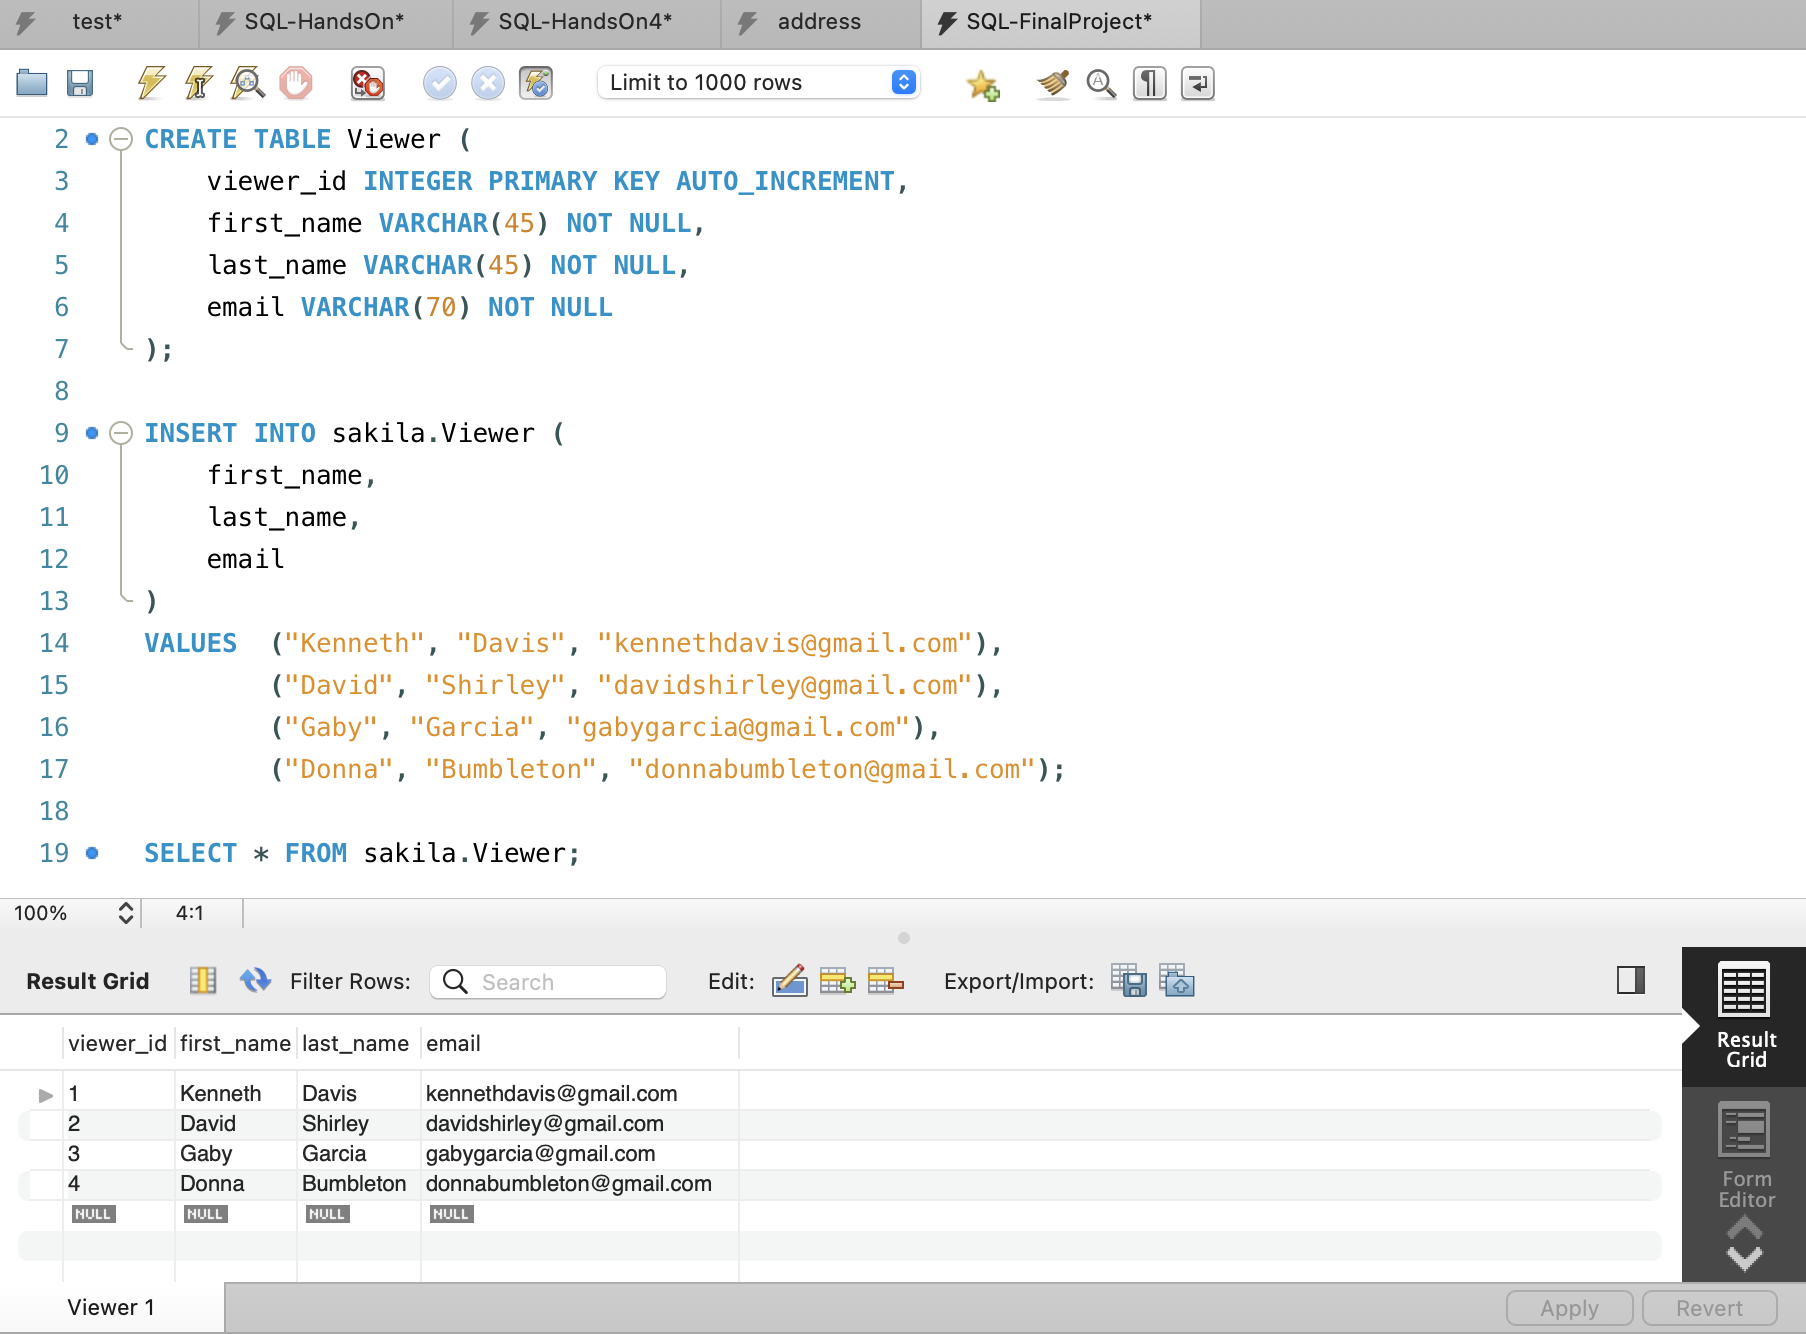 test*
SQL-HandsOn*
SQL-HandsOn4*
address
SQL-FinalProject*
Limit to 1000 rows
2 CREATE TABLE Viewer (
3 viewer_id INTEGER PRIMARY KEY AUTO_INCREMENT,
4 first_name VARCHAR(45) NOT NULL,
5 last_name VARCHAR(45) NOT NULL,
6 email VARCHAR(70) NOT NULL
7 );
8
9 INSERT INTO sakila.Viewer (
10 first_name,
11 last_name,
12 email
13 )
14 VALUES ("Kenneth", "Davis", "kennethdavis@gmail.com"),
15 ("David", "Shirley", "davidshirley@gmail.com"),
16 ("Gaby", "Garcia", "gabygarcia@gmail.com"),
17 ("Donna", "Bumbleton", "donnabumbleton@gmail.com");
18
19 SELECT * FROM sakila.Viewer;
100% 4:1
Result Grid Filter Rows: Search Edit: Export/Import:
viewer_id first_name last_name email
1 Kenneth Davis kennethdavis@gmail.com
2 David Shirley davidshirley@gmail.com
3 Gaby Garcia gabygarcia@gmail.com
4 Donna Bumbleton donnabumbleton@gmail.com
NULL NULL NULL NULL
Result
Grid
Form
Editor
Viewer 1 Apply Revert